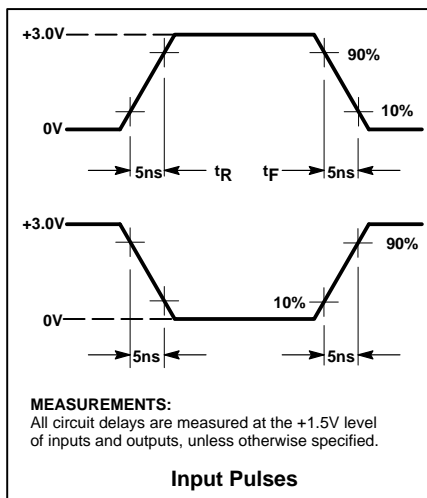 +3.0V
90%
10%
0V
5ns tR tF 5ns
+3.0V
90%
10%
0V
5ns 5ns
MEASUREMENTS:
All circuit delays are measured at the +1.5V level
of inputs and outputs, unless otherwise specified.
Input Pulses